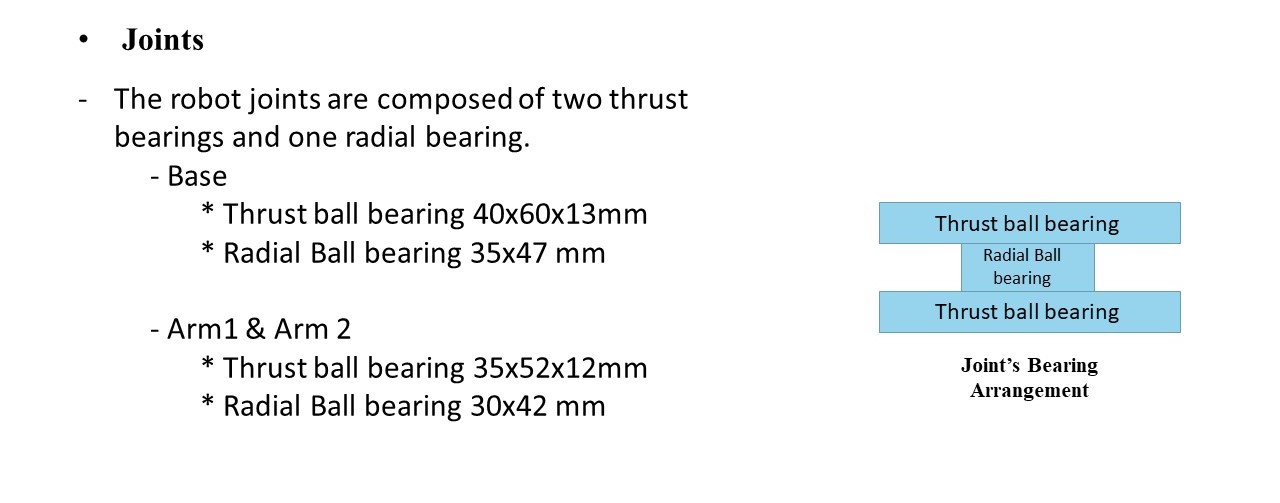 • Joints
- The robot joints are composed of two thrust
bearings and one radial bearing.
- Base
* Thrust ball bearing 40x60x13mm
* Radial Ball bearing 35x47 mm
- Arm1 & Arm 2
* Thrust ball bearing 35x52x12mm
* Radial Ball bearing 30x42 mm
Thrust ball bearing
Radial Ball
bearing
Thrust ball bearing
Joint's Bearing
Arrangement